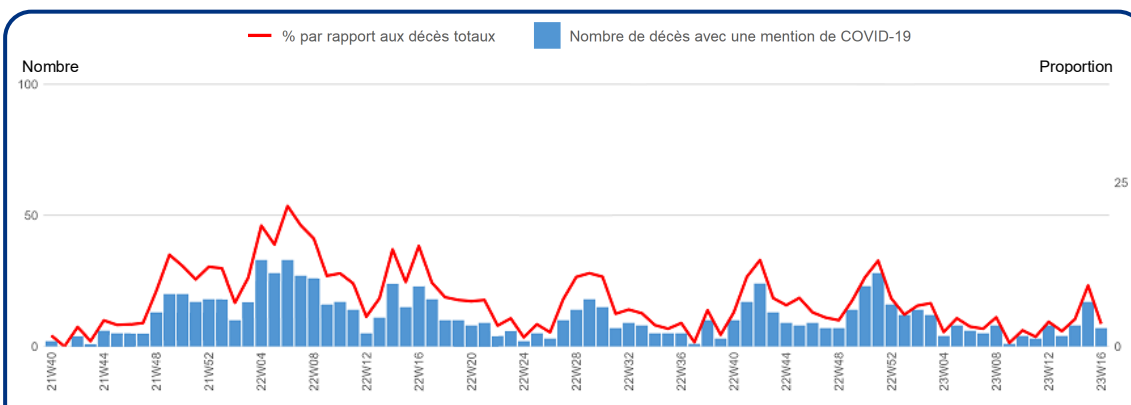 % par rapport aux décès totaux
Nombre de décès avec une mention de COVID-19
Nombre
Proportion
100
50
25
0
0
21W40
21W44
21W48
21W52
22W04
22W08
22W12
22W16
22W20
22W24
22W28
22W32
22W36
22W40
22W44
22W48
22W52
23W04
23W08
23W12
23W16